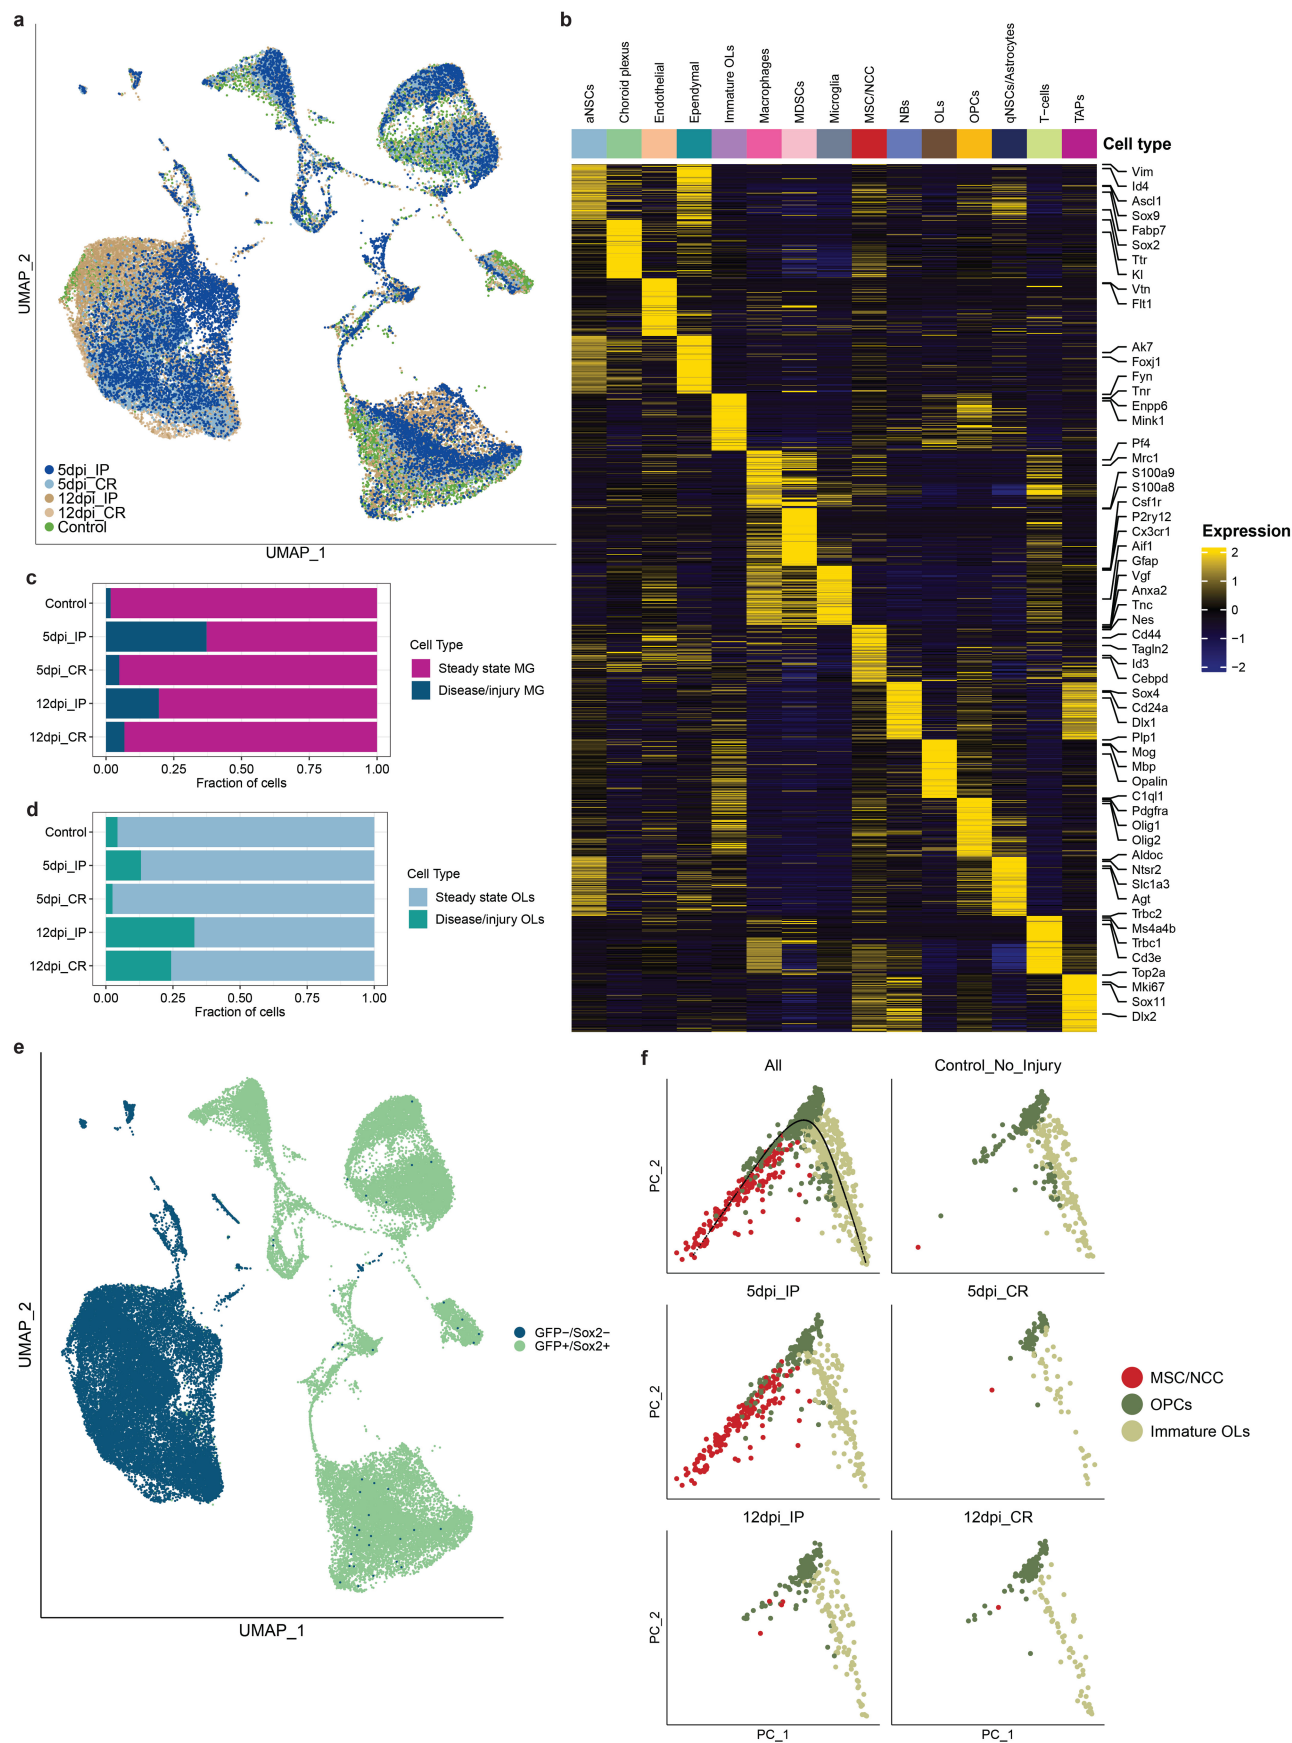 a
UMAP_2
5dpi_IP
5dpi_CR
12dpi_IP
12dpi_CR
Control
UMAP_1
b
aNSCs
Choroid plexus
Endothelial
Ependymal
Immature OLs
Macrophages
MDSCs
Microglia
MSC/NCC
NBs
OLs
OPCs
qNSCs/Astrocytes
T−cells
TAPs
Cell type
Vim
Id4
Ascl1
Sox9
Fabp7
Sox2
Ttr
Kl
Vtn
Flt1
Ak7
Foxj1
Fyn
Tnr
Enpp6
Mink1
Pf4
Mrc1
S100a9
S100a8
Csf1r
P2ry12
Cx3cr1
Aif1
Gfap
Vgf
Anxa2
Tnc
Nes
Cd44
Tagln2
Id3
Cebpd
Sox4
Cd24a
Dlx1
Plp1
Mog
Mbp
Opalin
C1ql1
Pdgfra
Olig1
Olig2
Aldoc
Ntsr2
Slc1a3
Agt
Trbc2
Ms4a4b
Trbc1
Cd3e
Top2a
Mki67
Sox11
Dlx2
Expression
2
1
0
−1
−2
c
Control
5dpi_IP
5dpi_CR
12dpi_IP
12dpi_CR
0.00 0.25 0.50 0.75 1.00
Fraction of cells
Cell Type
Steady state MG
Disease/injury MG
d
Control
5dpi_IP
5dpi_CR
12dpi_IP
12dpi_CR
0.00 0.25 0.50 0.75 1.00
Fraction of cells
Cell Type
Steady state OLs
Disease/injury OLs
e
UMAP_2
GFP−/Sox2−
GFP+/Sox2+
UMAP_1
f
All
Control_No_Injury
PC_2
5dpi_IP
5dpi_CR
PC_2
12dpi_IP
12dpi_CR
PC_2
PC_1
PC_1
MSC/NCC
OPCs
Immature OLs